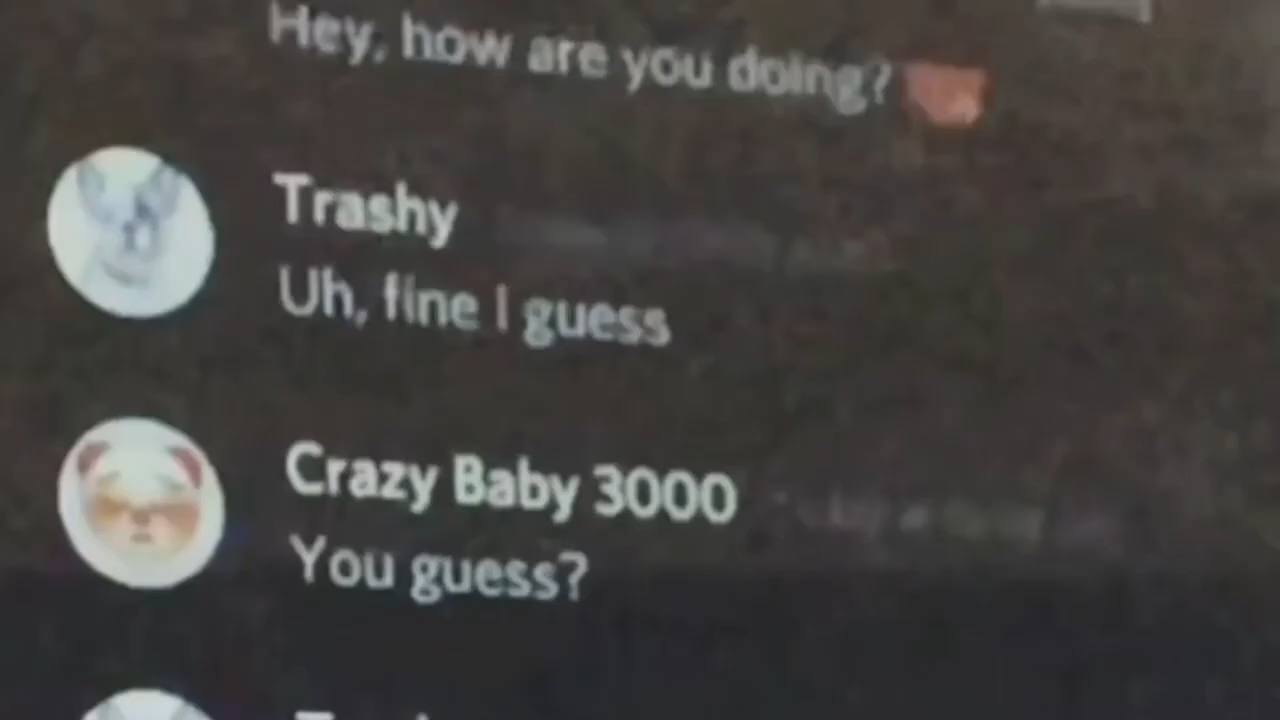 Hey, how are you doing?
Trashy
Uh, fine I guess
Crazy Baby 3000
You guess?